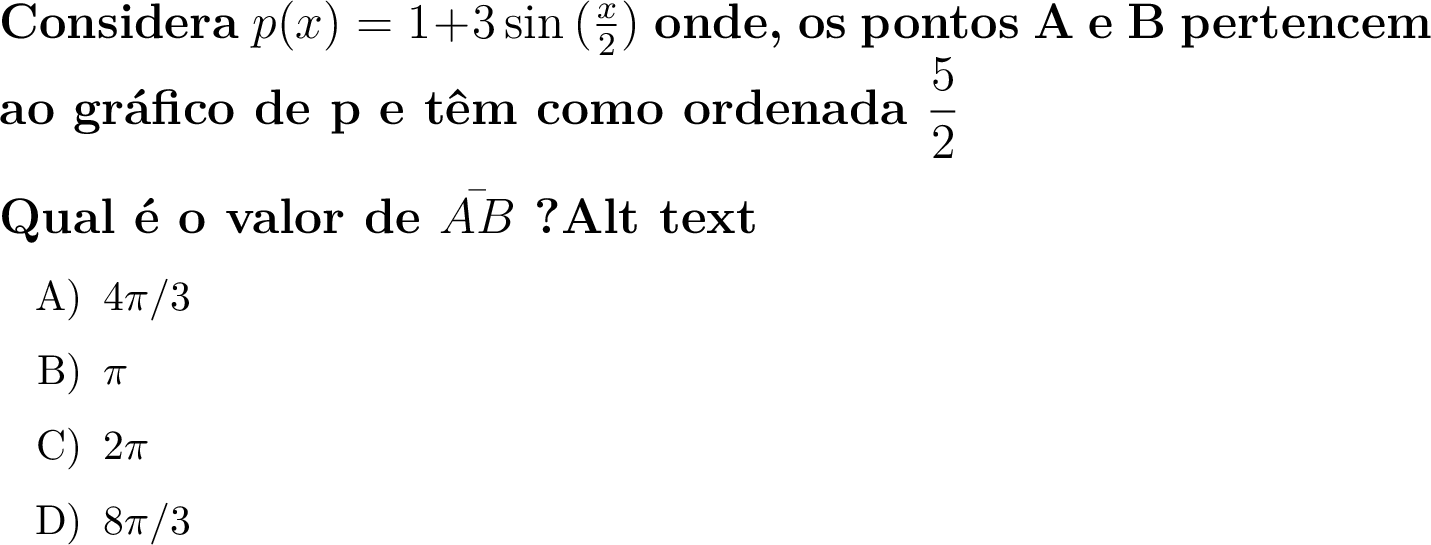 Considera $p(x) = 1+3\sin\left(\frac{x}{2}\right)$ onde, os pontos A e B pertencem
ao gráfico de p e têm como ordenada $\frac{5}{2}$
Qual é o valor de $\bar{AB}$ ?Alt text
A) $4\pi/3$
B) $\pi$
C) $2\pi$
D) $8\pi/3$